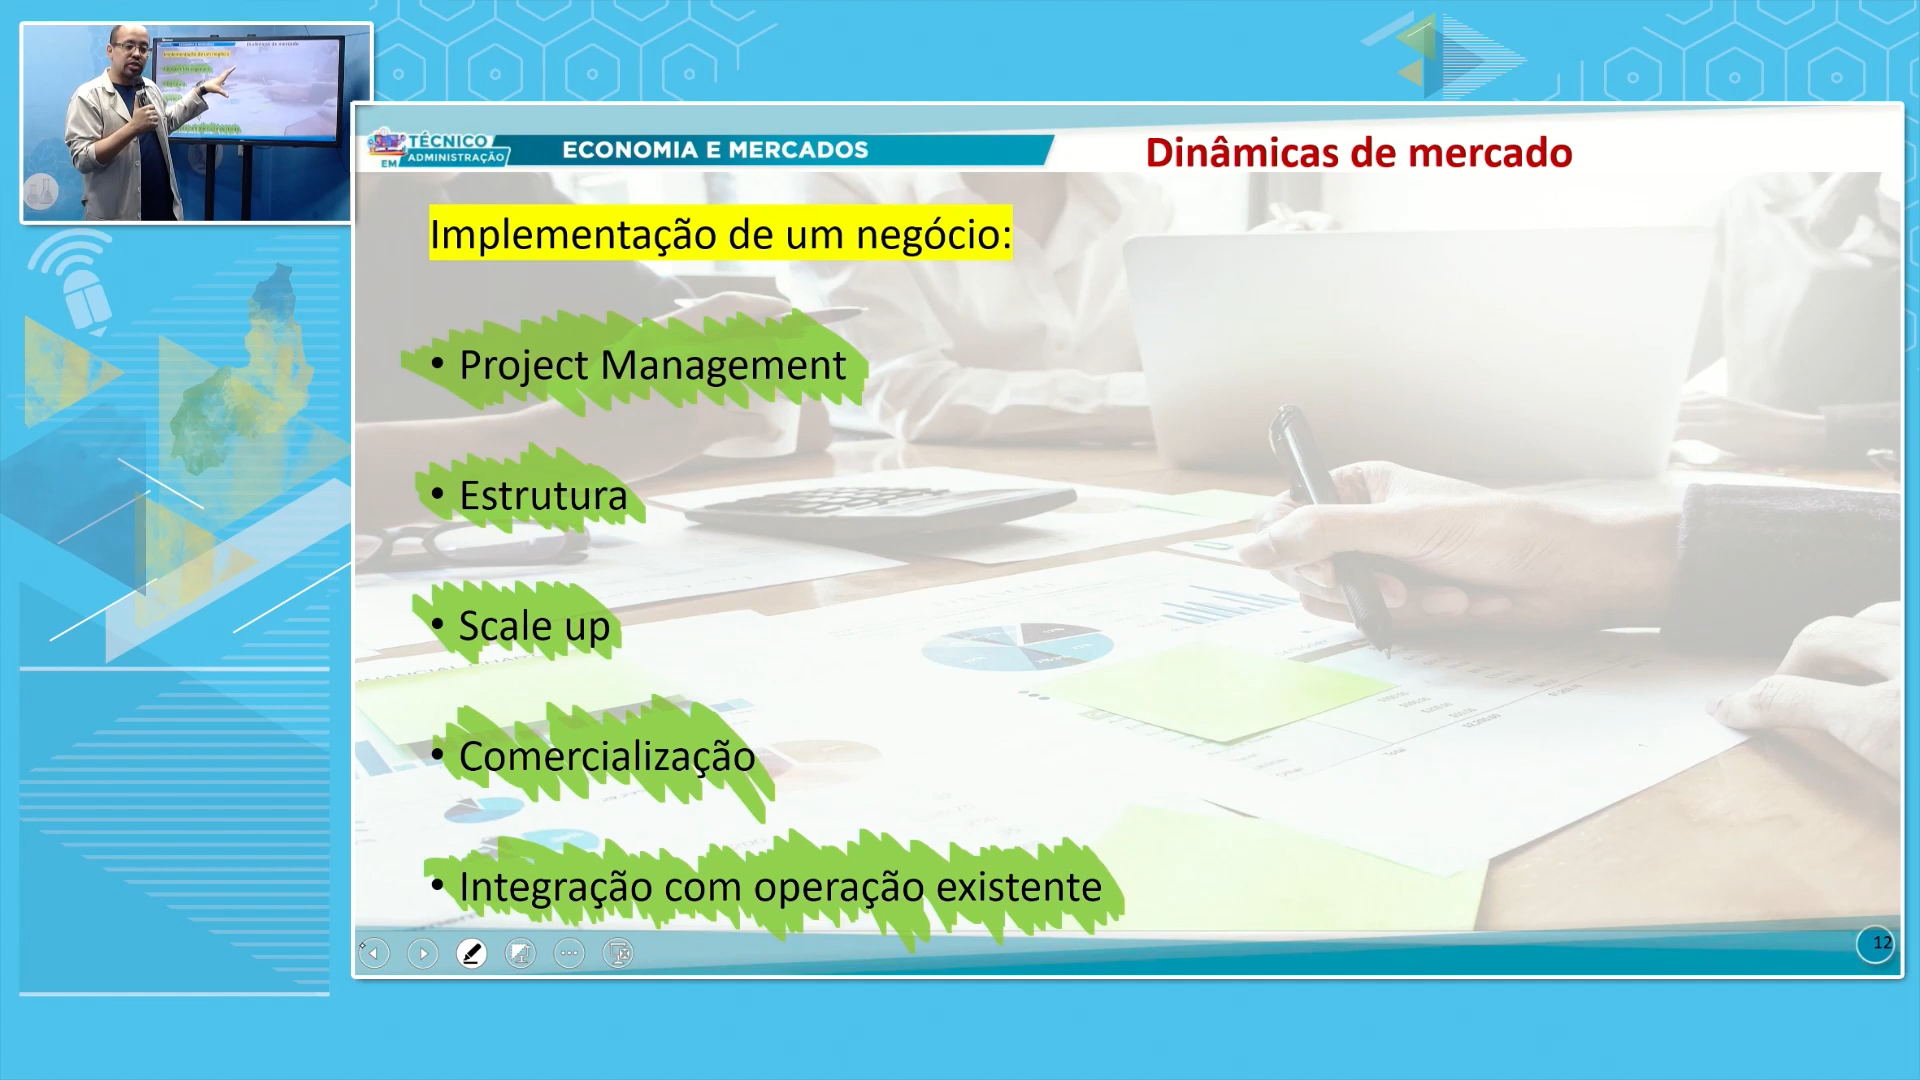 TÉCNICO
EM ADMINISTRAÇÃO
ECONOMIA E MERCADOS
Dinâmicas de mercado
Implementação de um negócio:
• Project Management
• Estrutura
• Scale up
• Comercialização
• Integração com operação existente
12